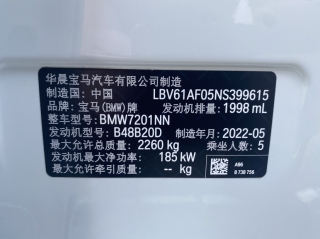 华晨宝马汽车有限公司制造
制造国：中国 LBV61AF05NS399615
品牌：宝马(BMW)牌 发动机排量：1998 mL
整车型号：BMW7201NN
发动机型号：B48B20D 制造年月：2022-05
最大允许总质量：2260 kg 乘坐人数：5
发动机最大净功率：185 kW
最大允许牵引质量：-- kg
A96
8 738 756